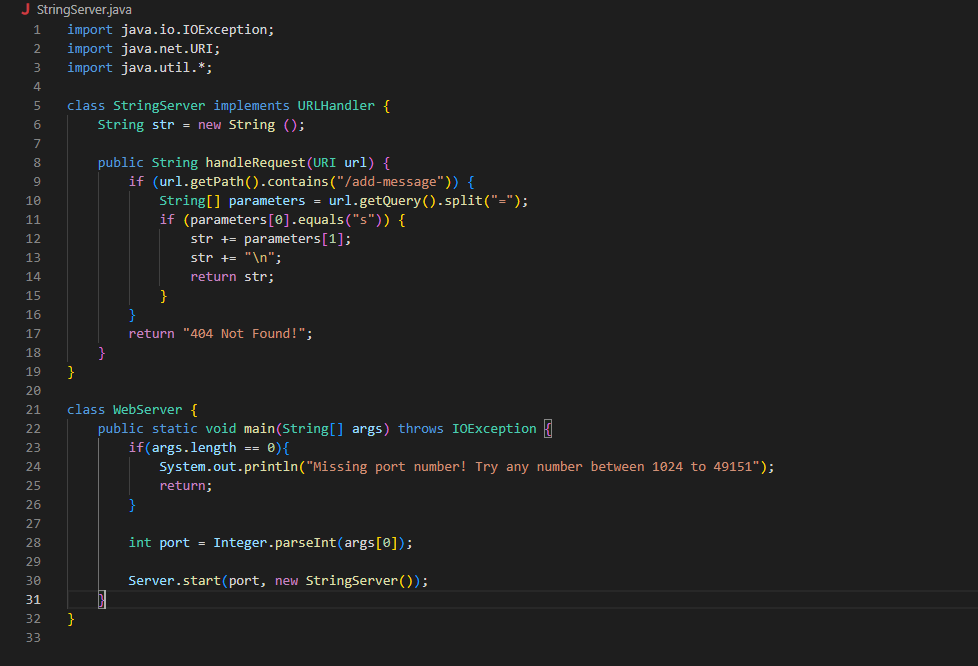 J StringServer.java
1 import java.io.IOException;
2 import java.net.URI;
3 import java.util.*;
4
5 class StringServer implements URLHandler {
6     String str = new String ();
7
8     public String handleRequest(URI url) {
9         if (url.getPath().contains("/add-message")) {
10             String[] parameters = url.getQuery().split("=");
11             if (parameters[0].equals("s")) {
12                 str += parameters[1];
13                 str += "\n";
14                 return str;
15             }
16         }
17         return "404 Not Found!";
18     }
19 }
20
21 class WebServer {
22     public static void main(String[] args) throws IOException {
23         if(args.length == 0){
24             System.out.println("Missing port number! Try any number between 1024 to 49151");
25             return;
26         }
27
28         int port = Integer.parseInt(args[0]);
29
30         Server.start(port, new StringServer());
31     }
32 }
33